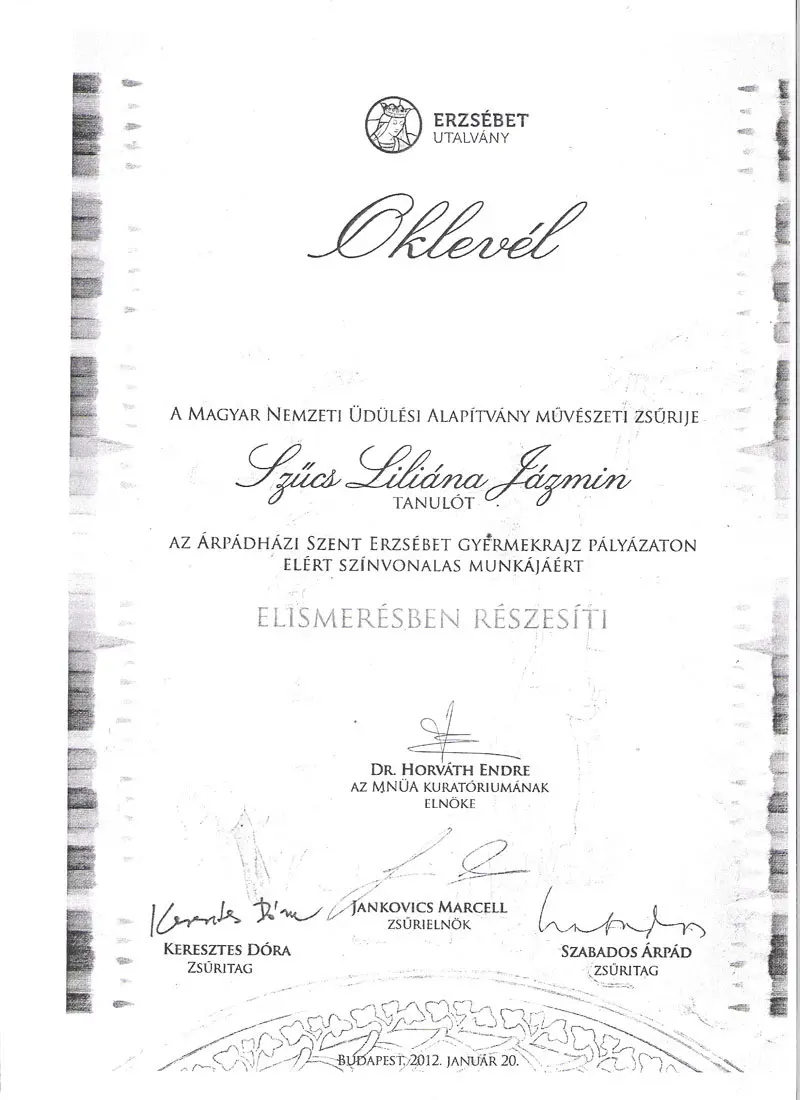 ERZSÉBET
UTALVÁNY
Oklevél
A MAGYAR NEMZETI ÜDÜLÉSI ALAPÍTVÁNY MŰVÉSZETI ZSŰRIJE
Szűcs Liliána Jázmin
TANULÓT
AZ ÁRPÁDHÁZI SZENT ERZSÉBET GYERMEKRAJZ PÁLYÁZATON
ELÉRT SZÍNVONALAS MUNKÁJÁÉRT
ELISMERÉSBEN RÉSZESÍTI
DR. HORVÁTH ENDRE
AZ MNÜA KURATÓRIUMÁNAK
ELNÖKE
Keresztes Dóra
JANKOVICS MARCELL
ZSŰRIELNÖK
KERESZTES DÓRA
ZSŰRITAG
SZABADOS ÁRPÁD
ZSŰRITAG
BUDAPEST, 2012. JANUÁR 20.